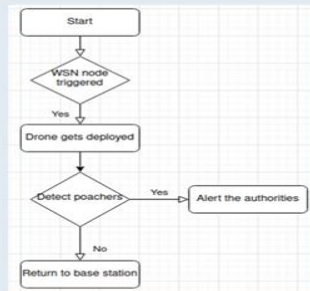 Start
WSN node
triggered
Yes
Drone gets deployed
Detect poachers
Yes
Alert the authorities
No
Return to base station